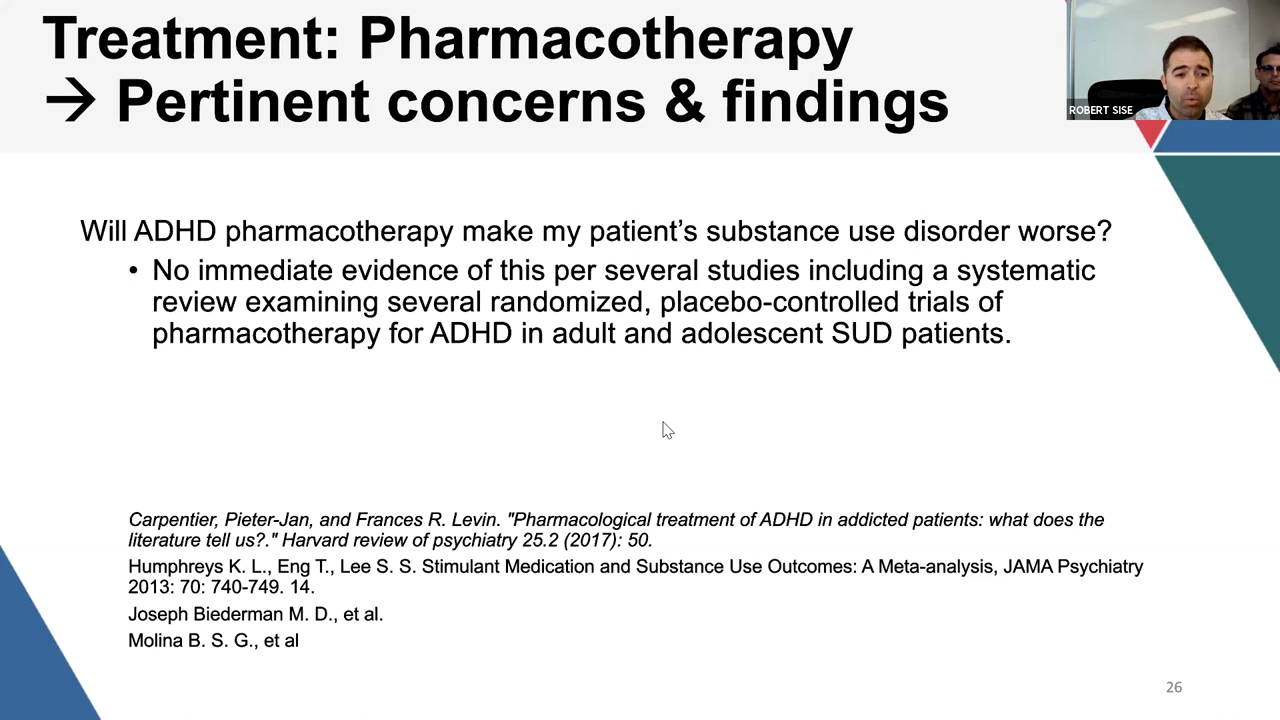 Treatment: Pharmacotherapy
→ Pertinent concerns & findings
ROBERT SISE
Will ADHD pharmacotherapy make my patient’s substance use disorder worse?
• No immediate evidence of this per several studies including a systematic
review examining several randomized, placebo-controlled trials of
pharmacotherapy for ADHD in adult and adolescent SUD patients.
Carpentier, Pieter-Jan, and Frances R. Levin. "Pharmacological treatment of ADHD in addicted patients: what does the
literature tell us?." Harvard review of psychiatry 25.2 (2017): 50.
Humphreys K. L., Eng T., Lee S. S. Stimulant Medication and Substance Use Outcomes: A Meta-analysis, JAMA Psychiatry
2013: 70: 740-749. 14.
Joseph Biederman M. D., et al.
Molina B. S. G., et al
26